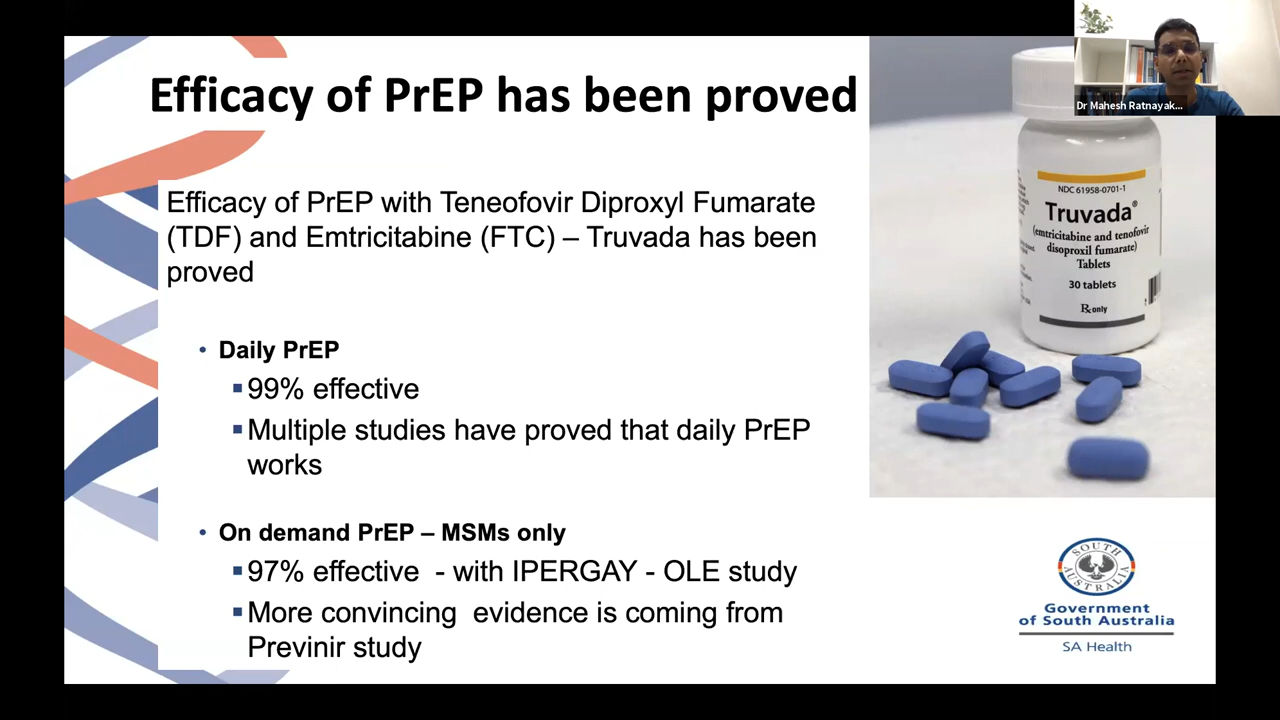 Dr Mahesh Ratnayak...
Efficacy of PrEP has been proved
Efficacy of PrEP with Teneofovir Diproxyl Fumarate
(TDF) and Emtricitabine (FTC) – Truvada has been
proved
• Daily PrEP
▪99% effective
▪Multiple studies have proved that daily PrEP
works
• On demand PrEP – MSMs only
▪97% effective - with IPERGAY - OLE study
▪More convincing evidence is coming from
Previnir study
NDC 61958-0701-1
Truvada®
(emtricitabine and tenofovir
disoproxil fumarate)
Tablets
30 tablets
Rx only
SOUTH
AUSTRALIA
Government
of South Australia
SA Health